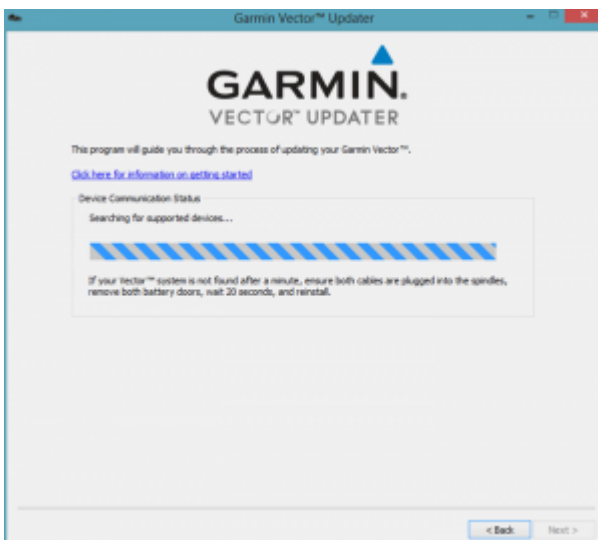 Garmin Vector™ Updater
GARMIN.
VECTOR™ UPDATER
This program will guide you through the process of updating your Garmin Vector™.
Click here for information on getting started
Device Communication Status
Searching for supported devices...
If your Vector™ system is not found after a minute, ensure both cables are plugged into the spindles,
remove both battery doors, wait 20 seconds, and reinstall.
< Back
Next >